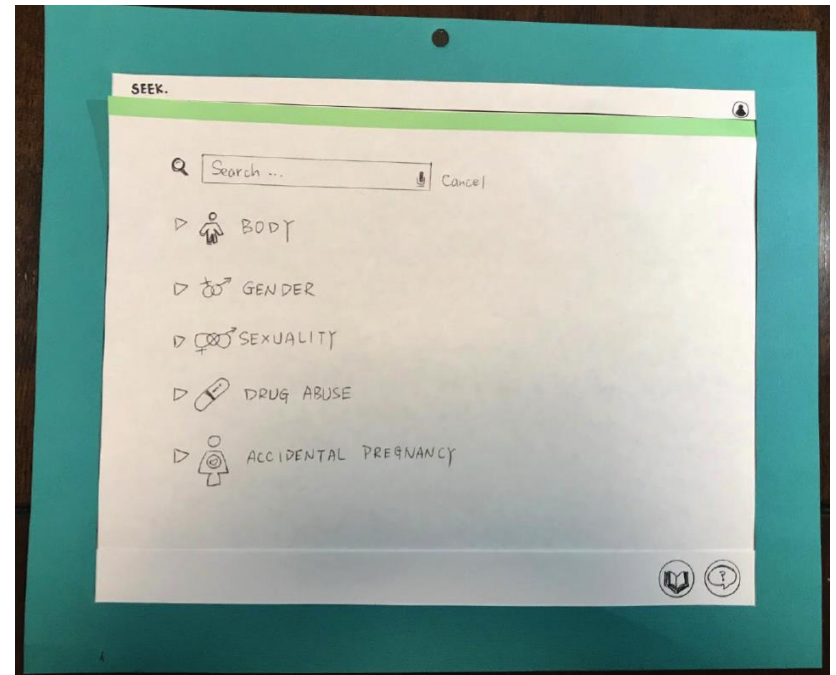 SEEK.
Search ...
Cancel
BODY
GENDER
SEXUALITY
DRUG ABUSE
ACCIDENTAL PREGNANCY
?